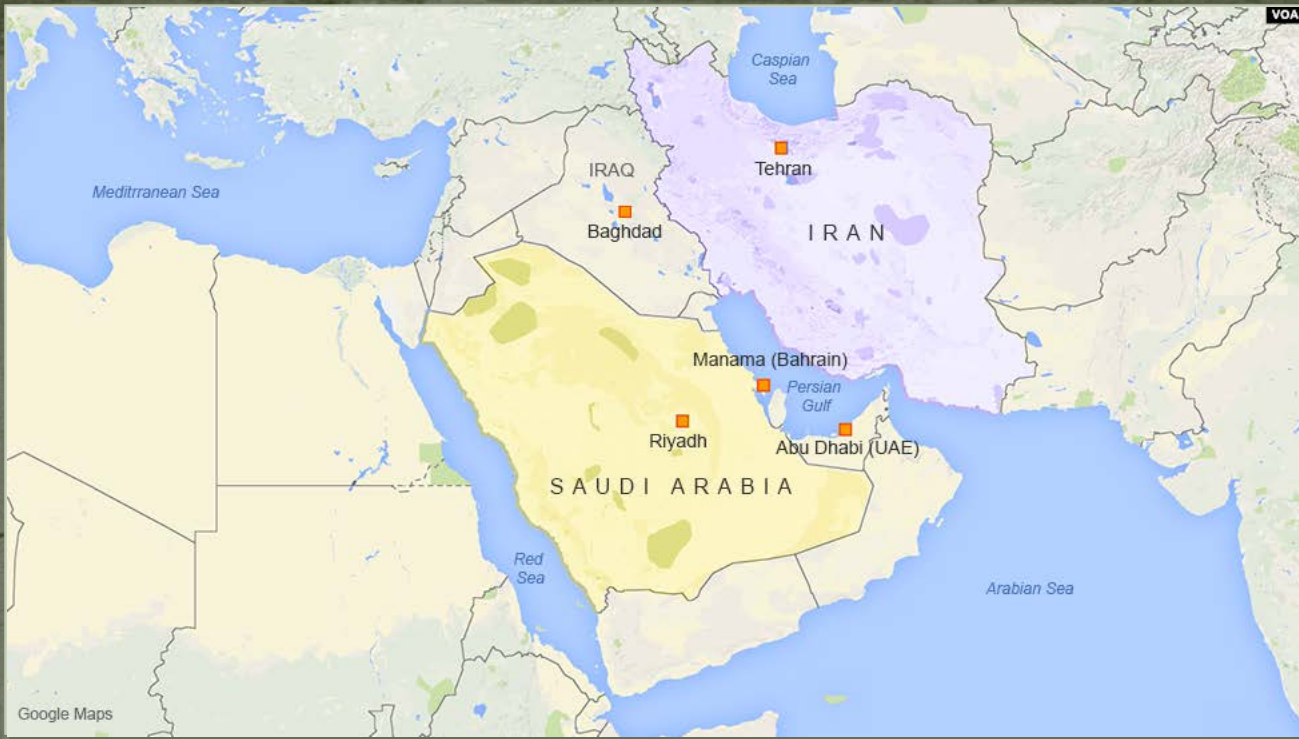 VOA
Caspian
Sea
Tehran
IRAQ
Meditrranean Sea
Baghdad
IRAN
Manama (Bahrain)
Persian
Gulf
Riyadh
Abu Dhabi (UAE)
SAUDI ARABIA
Red
Sea
Arabian Sea
Google Maps